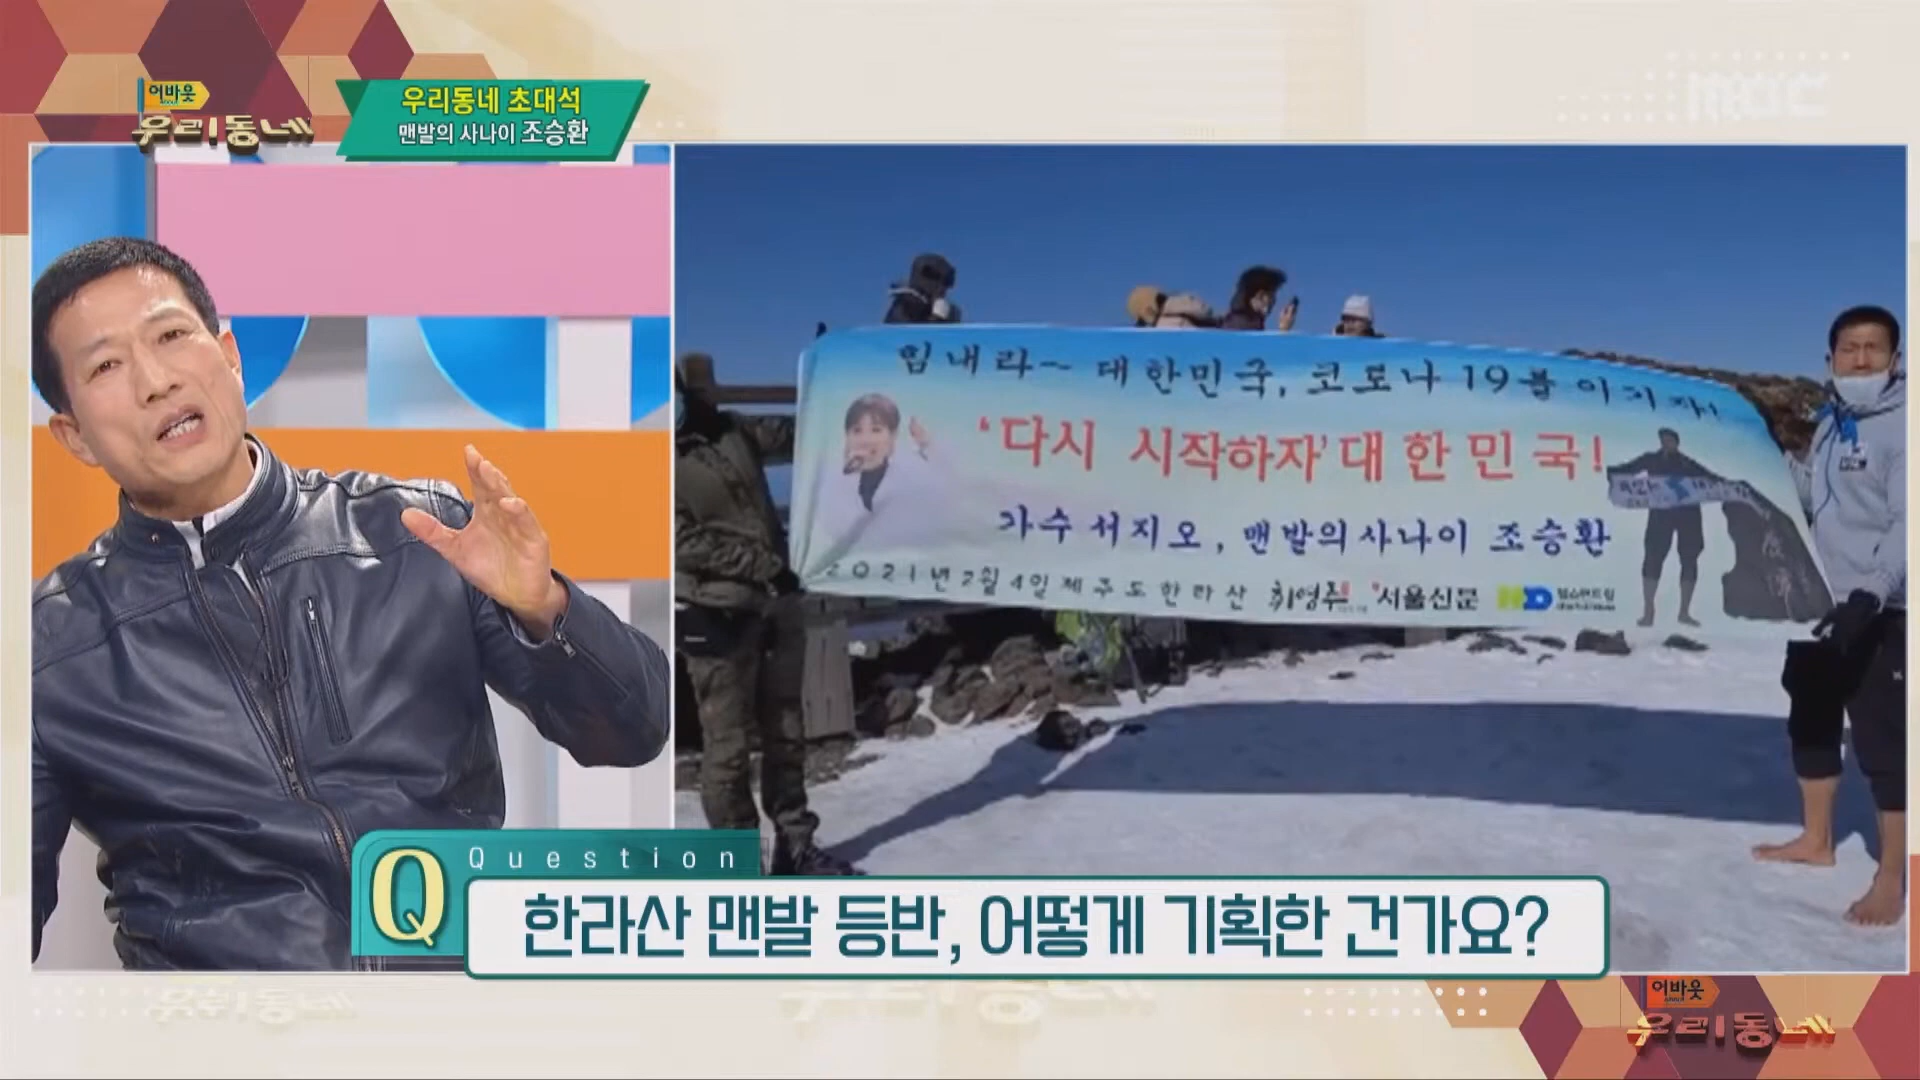 어바웃
우리동네
우리동네 초대석
맨발의 사나이 조승환
MBC
힘내라~ 대한민국, 코로나19를 이기자!
'다시 시작하자' 대한민국!
가수 서지오, 맨발의 사나이 조승환
2021년 2월 4일 제주도 한라산
서울신문
Q Question
한라산 맨발 등반, 어떻게 기획한 건가요?
어바웃
우리동네